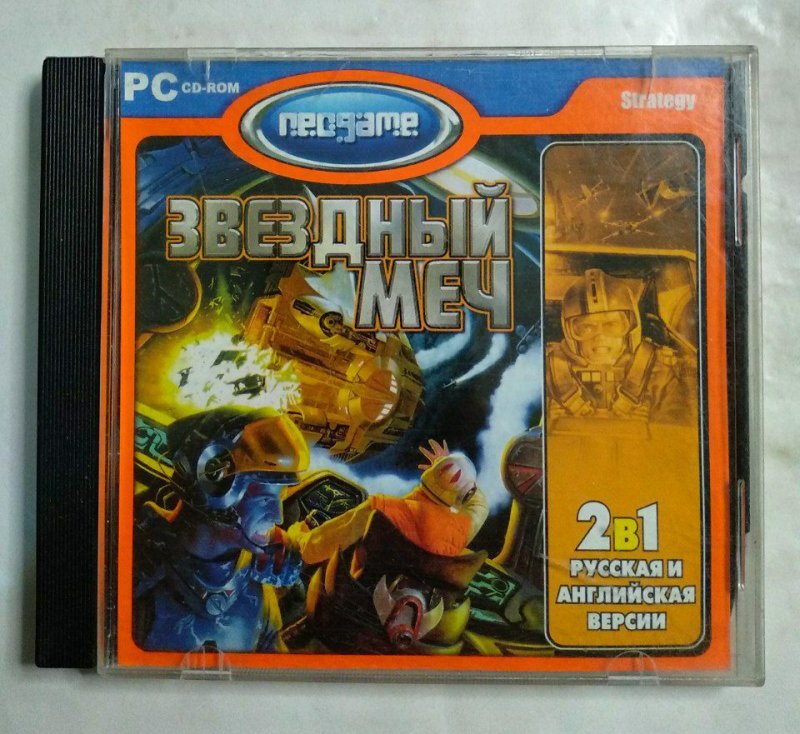 PC CD-ROM
neogame
Strategy
ЗВЕЗДНЫЙ
МЕЧ
2в1
РУССКАЯ И
АНГЛИЙСКАЯ
ВЕРСИИ